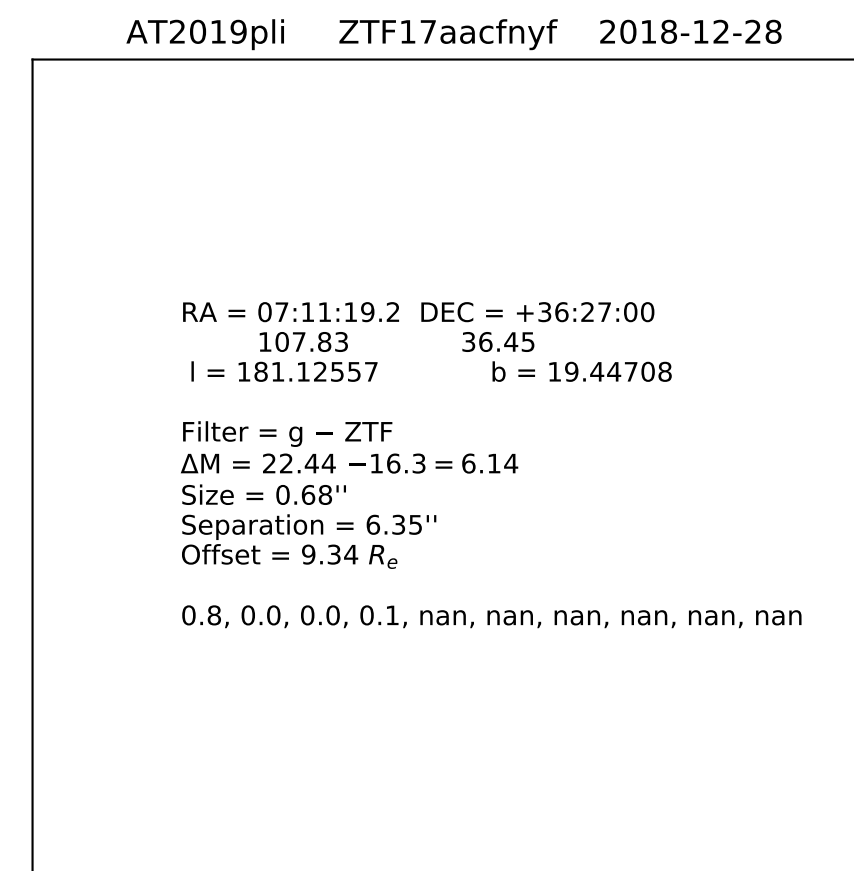 AT2019pli ZTF17aacfnyf 2018-12-28
RA = 07:11:19.2 DEC = +36:27:00
107.83 36.45
l = 181.12557 b = 19.44708
Filter = g − ZTF
ΔM = 22.44 −16.3 = 6.14
Size = 0.68''
Separation = 6.35''
Offset = 9.34 Re
0.8, 0.0, 0.0, 0.1, nan, nan, nan, nan, nan, nan